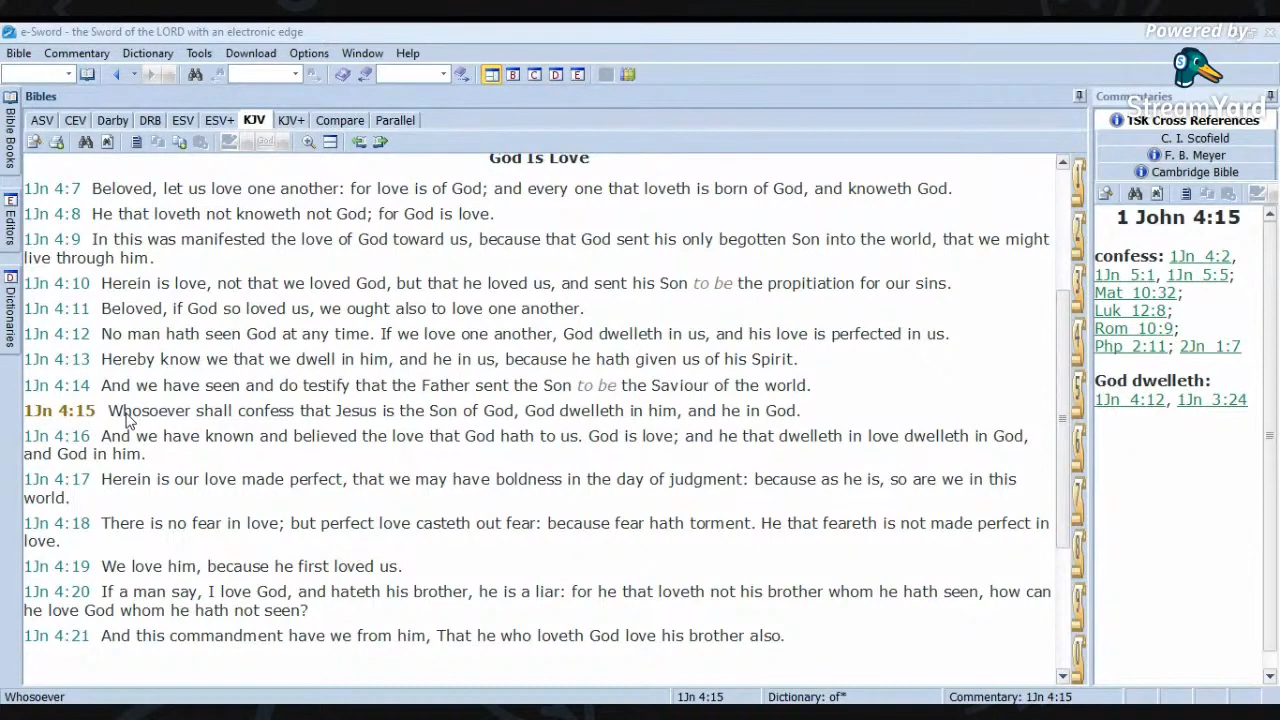 e-Sword - the Sword of the LORD with an electronic edge
Powered by
Bible Commentary Dictionary Tools Download Options Window Help
B C D E
StreamYard
Bibles
Commentaries
Bible Books
Editors
Dictionaries
ASV CEV Darby DRB ESV ESV+ KJV KJV+ Compare Parallel
God
God Is Love
1Jn 4:7 Beloved, let us love one another: for love is of God; and every one that loveth is born of God, and knoweth God.
1Jn 4:8 He that loveth not knoweth not God; for God is love.
1Jn 4:9 In this was manifested the love of God toward us, because that God sent his only begotten Son into the world, that we might
live through him.
1Jn 4:10 Herein is love, not that we loved God, but that he loved us, and sent his Son to be the propitiation for our sins.
1Jn 4:11 Beloved, if God so loved us, we ought also to love one another.
1Jn 4:12 No man hath seen God at any time. If we love one another, God dwelleth in us, and his love is perfected in us.
1Jn 4:13 Hereby know we that we dwell in him, and he in us, because he hath given us of his Spirit.
1Jn 4:14 And we have seen and do testify that the Father sent the Son to be the Saviour of the world.
1Jn 4:15 Whosoever shall confess that Jesus is the Son of God, God dwelleth in him, and he in God.
1Jn 4:16 And we have known and believed the love that God hath to us. God is love; and he that dwelleth in love dwelleth in God,
and God in him.
1Jn 4:17 Herein is our love made perfect, that we may have boldness in the day of judgment: because as he is, so are we in this
world.
1Jn 4:18 There is no fear in love; but perfect love casteth out fear: because fear hath torment. He that feareth is not made perfect in
love.
1Jn 4:19 We love him, because he first loved us.
1Jn 4:20 If a man say, I love God, and hateth his brother, he is a liar: for he that loveth not his brother whom he hath seen, how can
he love God whom he hath not seen?
1Jn 4:21 And this commandment have we from him, That he who loveth God love his brother also.
TSK Cross References
C. I. Scofield
F. B. Meyer
Cambridge Bible
1 John 4:15
confess: 1Jn 4:2,
1Jn 5:1, 1Jn 5:5;
Mat 10:32;
Luk 12:8;
Rom 10:9;
Php 2:11; 2Jn 1:7
God dwelleth:
1Jn 4:12, 1Jn 3:24
Whosoever
1Jn 4:15
Dictionary: of*
Commentary: 1Jn 4:15